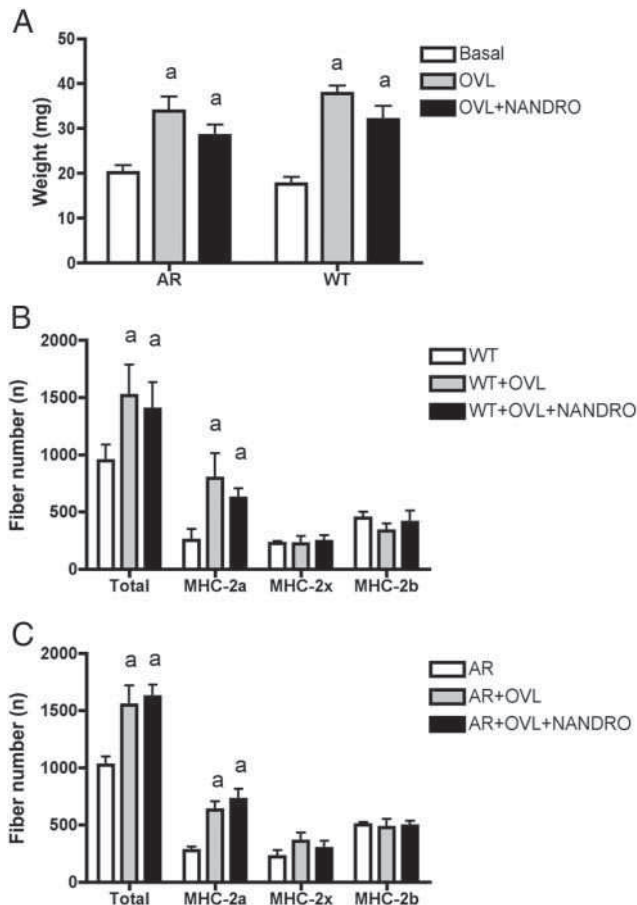 A
50
40
30
20
10
0
Weight (mg)
a
a
a
a
AR
WT
Basal
OVL
OVL+NANDRO
B
2000
1500
1000
500
0
Fiber number (n)
a
a
a
a
Total
MHC-2a
MHC-2x
MHC-2b
WT
WT+OVL
WT+OVL+NANDRO
C
2000
1500
1000
500
0
Fiber number (n)
a
a
a
a
Total
MHC-2a
MHC-2x
MHC-2b
AR
AR+OVL
AR+OVL+NANDRO